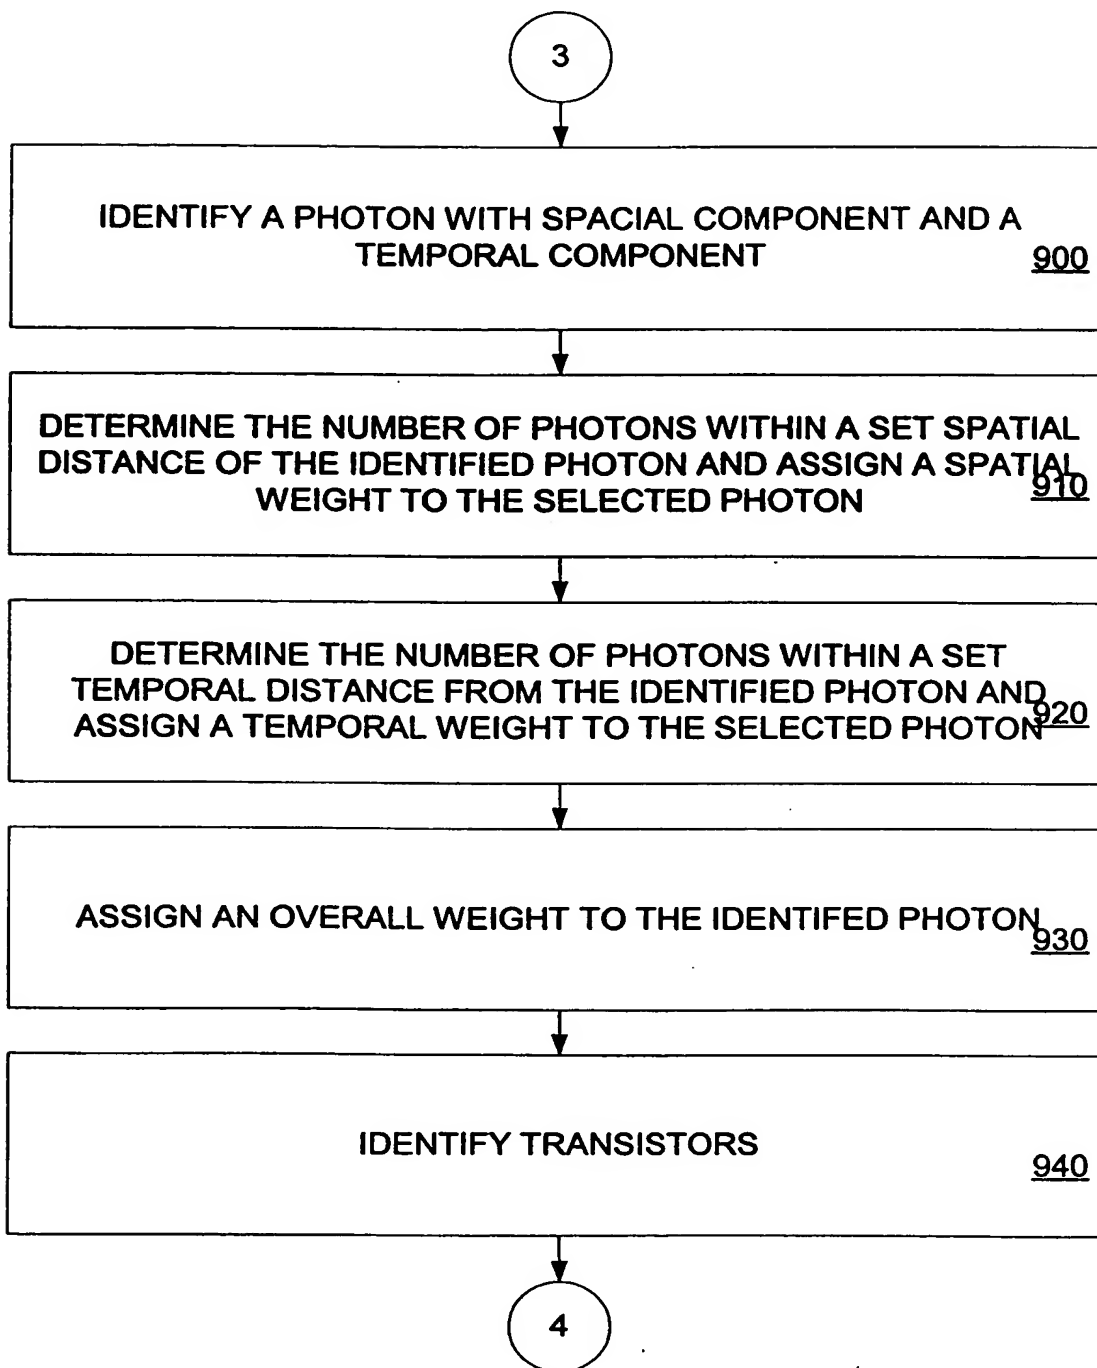 3
IDENTIFY A PHOTON WITH SPACIAL COMPONENT AND A
TEMPORAL COMPONENT
900
DETERMINE THE NUMBER OF PHOTONS WITHIN A SET SPATIAL
DISTANCE OF THE IDENTIFIED PHOTON AND ASSIGN A SPATIAL
WEIGHT TO THE SELECTED PHOTON
910
DETERMINE THE NUMBER OF PHOTONS WITHIN A SET
TEMPORAL DISTANCE FROM THE IDENTIFIED PHOTON AND
ASSIGN A TEMPORAL WEIGHT TO THE SELECTED PHOTON
920
ASSIGN AN OVERALL WEIGHT TO THE IDENTIFED PHOTON
930
IDENTIFY TRANSISTORS
940
4